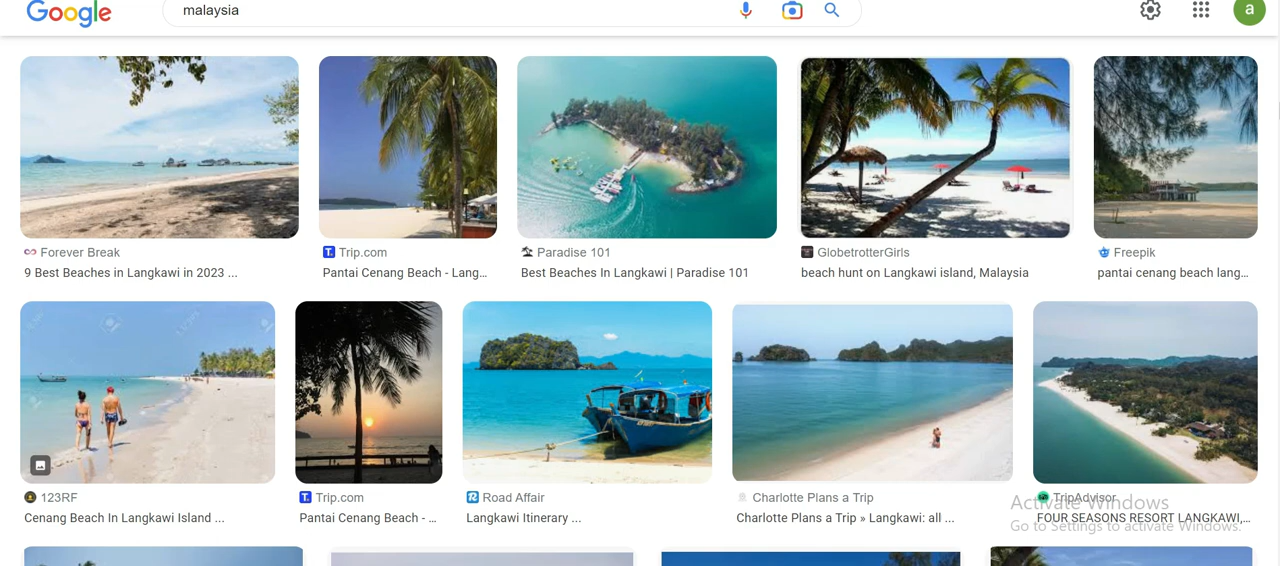 Google
malaysia
a
Forever Break
9 Best Beaches in Langkawi in 2023 ...
Trip.com
Pantai Cenang Beach - Lang...
Paradise 101
Best Beaches In Langkawi | Paradise 101
GlobetrotterGirls
beach hunt on Langkawi island, Malaysia
Freepik
pantai cenang beach lang...
123RF
Cenang Beach In Langkawi Island ...
Trip.com
Pantai Cenang Beach - ...
Road Affair
Langkawi Itinerary ...
Charlotte Plans a Trip
Charlotte Plans a Trip » Langkawi: all ...
TripAdvisor
FOUR SEASONS RESORT LANGKAWI,...
Activate Windows
Go to Settings to activate Windows.